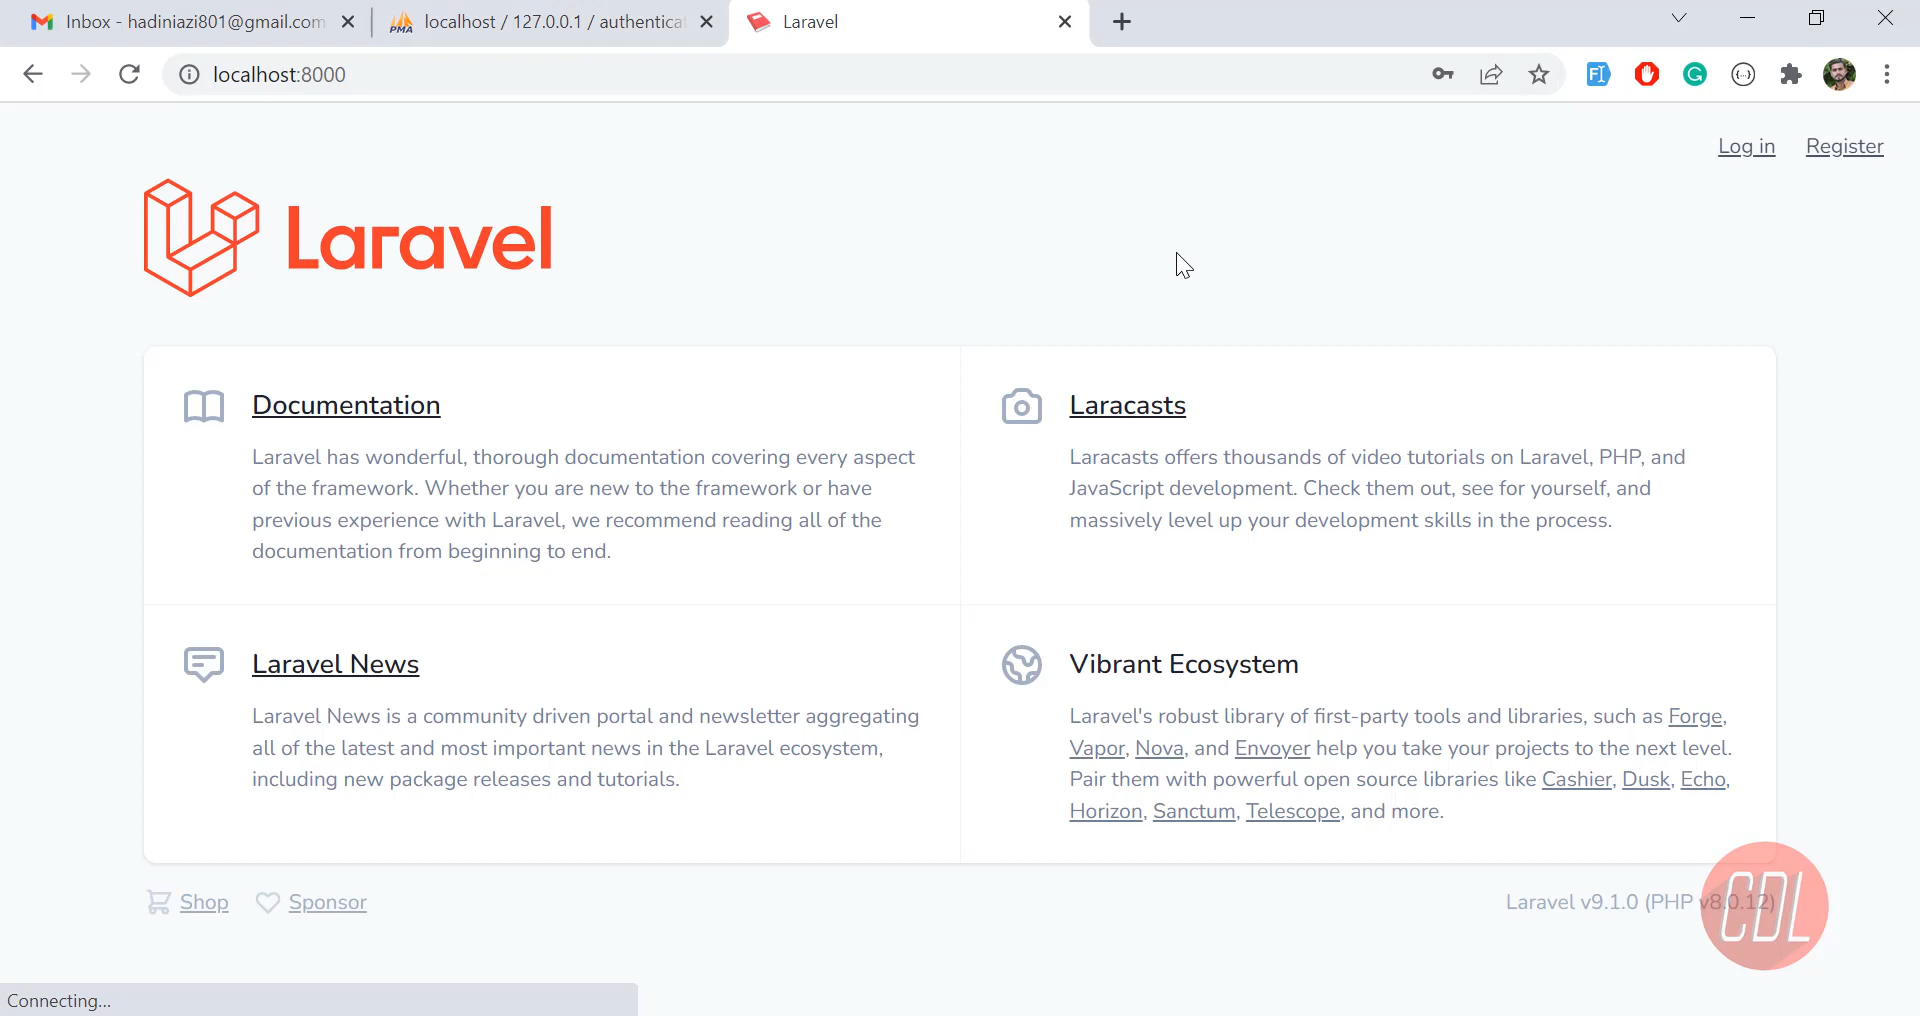 Inbox - hadiniazi801@gmail.com
PMA
localhost / 127.0.0.1 / authentica
Laravel
localhost:8000
Log in Register
Laravel
Documentation
Laravel has wonderful, thorough documentation covering every aspect
of the framework. Whether you are new to the framework or have
previous experience with Laravel, we recommend reading all of the
documentation from beginning to end.
Laracasts
Laracasts offers thousands of video tutorials on Laravel, PHP, and
JavaScript development. Check them out, see for yourself, and
massively level up your development skills in the process.
Laravel News
Laravel News is a community driven portal and newsletter aggregating
all of the latest and most important news in the Laravel ecosystem,
including new package releases and tutorials.
Vibrant Ecosystem
Laravel's robust library of first-party tools and libraries, such as Forge,
Vapor, Nova, and Envoyer help you take your projects to the next level.
Pair them with powerful open source libraries like Cashier, Dusk, Echo,
Horizon, Sanctum, Telescope, and more.
Shop Sponsor
Laravel v9.1.0 (PHP v8.0.12)
CDL
Connecting...